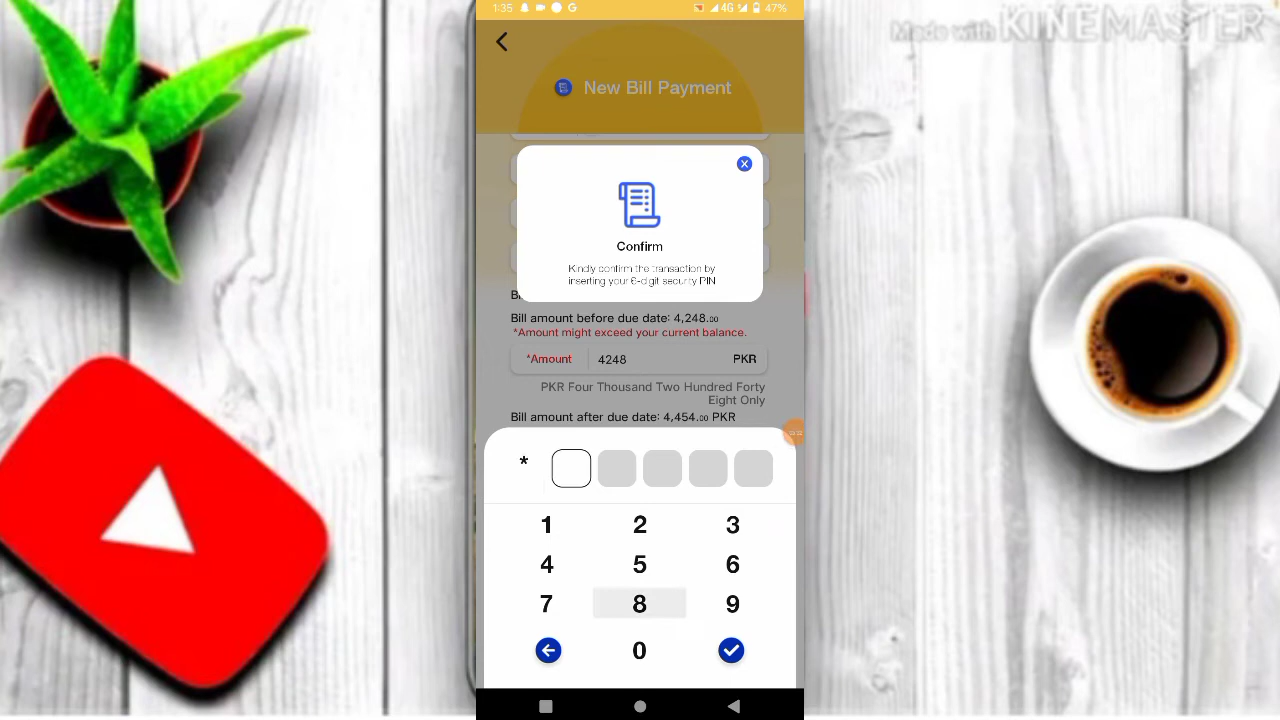 1:35
4G
47%
Made with KINEMASTER
New Bill Payment
Confirm
Kindly confirm the transaction by
inserting your 6-digit security PIN
Bill amount before due date: 4,248.00
*Amount might exceed your current balance.
*Amount 4248 PKR
PKR Four Thousand Two Hundred Forty
Eight Only
Bill amount after due date: 4,454.00 PKR
*
1 2 3
4 5 6
7 8 9
0